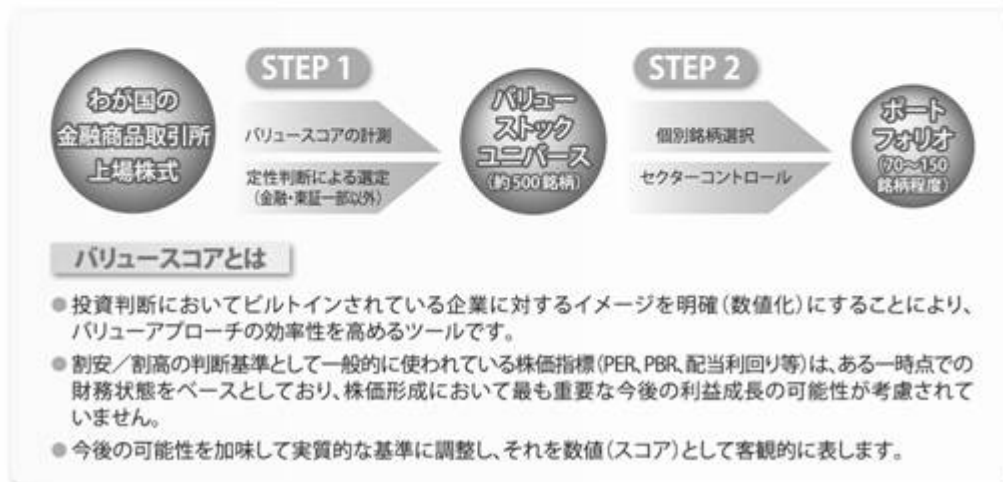 わが国の
金融商品取引所
上場株式
STEP 1
バリュースコアの計測
定性判断による選定
(金融・東証一部以外)
バリュー
ストック
ユニバース
(約500銘柄)
STEP 2
個別銘柄選択
セクターコントロール
ポート
フォリオ
(70〜150
銘柄程度)
バリュースコアとは
●投資判断においてビルトインされている企業に対するイメージを明確(数値化)にすることにより、
バリューアプローチの効率性を高めるツールです。
●割安/割高の判断基準として一般的に使われている株価指標(PER、PBR、配当利回り等)は、ある一時点での
財務状態をベースとしており、株価形成において最も重要な今後の利益成長の可能性が考慮されて
いません。
●今後の可能性を加味して実質的な基準に調整し、それを数値(スコア)として客観的に表します。